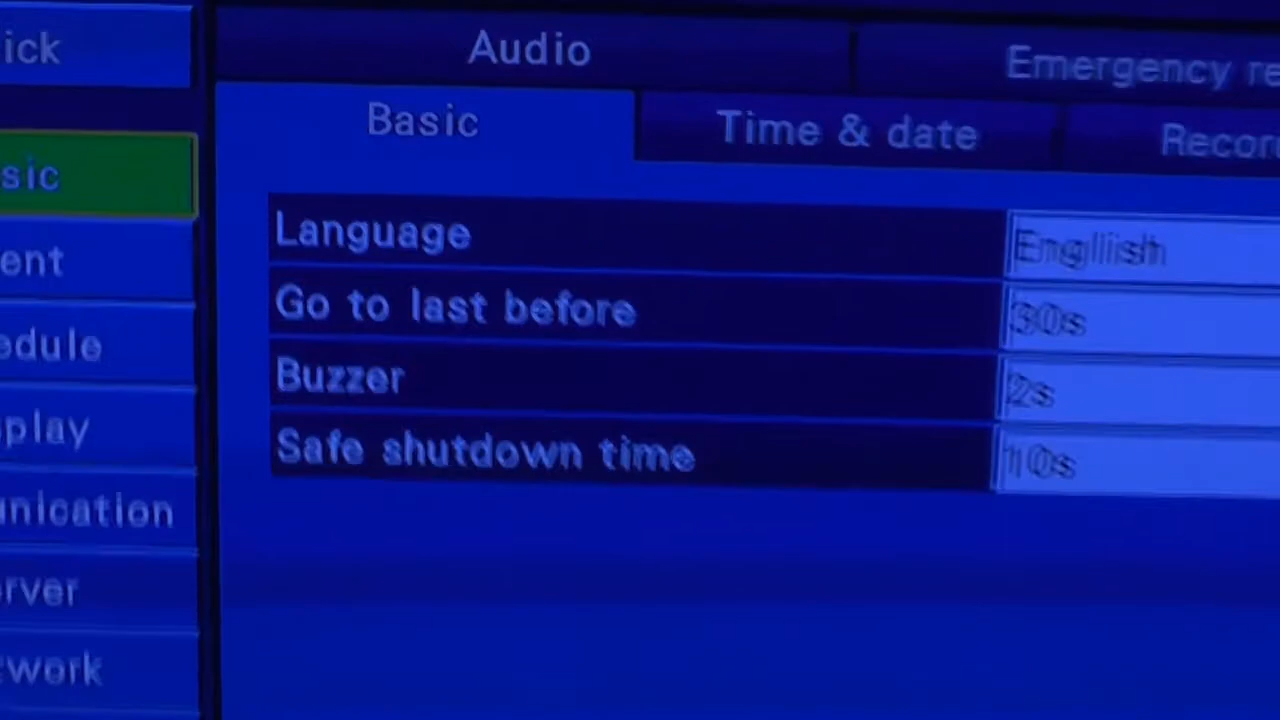 ick
Audio
Emergency re
Basic
Time & date
Recor
sic
Language
English
ent
Go to last before
30s
edule
Buzzer
2s
play
Safe shutdown time
10s
unication
rver
twork